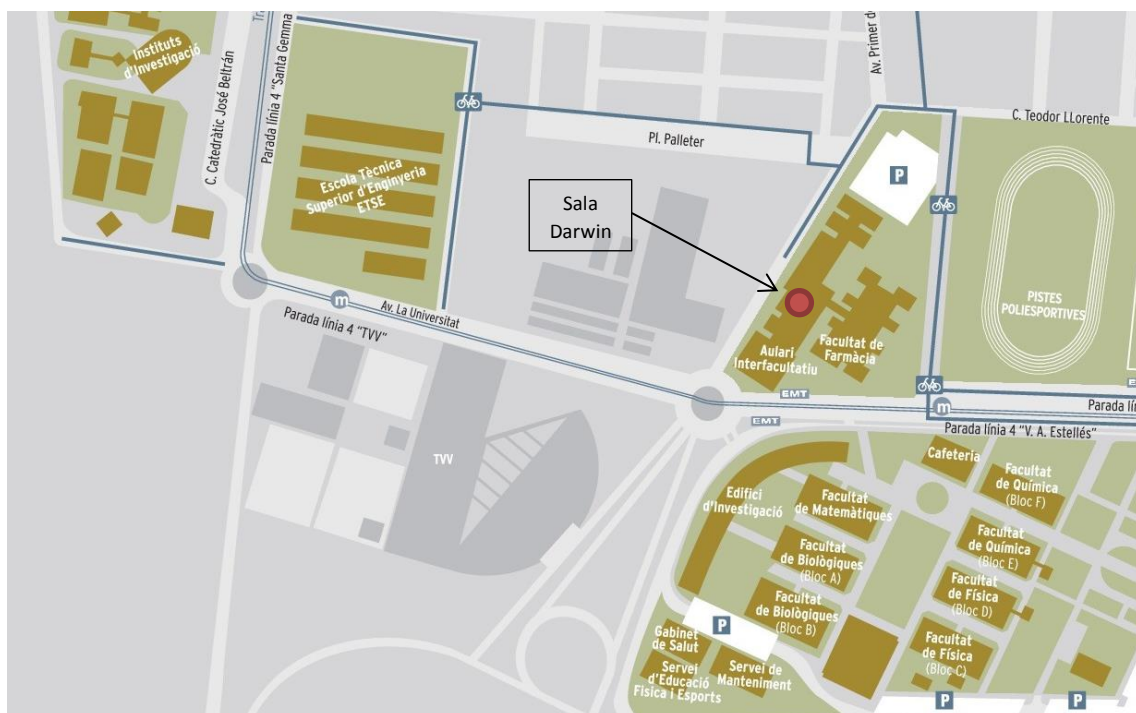 Instituts
d'Investigació
C. Catedràtic José Beltrán
Parada línia 4 "Santa Gemma
Av. Primer de
C. Teodor LLorente
Pl. Palleter
P
Escola Tècnica
Superior d'Enginyeria
ETSE
Sala
Darwin
PISTES
POLIESPORTIVES
m
Av. La Universitat
Parada línia 4 "TVV"
Aulari
Interfacultatiu
Facultat de
Farmàcia
EMT
EMT
m
Parada lín
Parada línia 4 "V. A. Estellés"
TVV
Cafeteria
Facultat
de Química
(Bloc F)
Edifici
d'Investigació
Facultat
de Matemàtiques
Facultat
de Química
(Bloc E)
Facultat
de Biològiques
(Bloc A)
Facultat
de Física
(Bloc D)
Facultat
de Biològiques
(Bloc B)
P
Gabinet
de Salut
Facultat
de Física
(Bloc C)
Servei
d'Educació
Fisica i Esports
Servei de
Manteniment
P
P